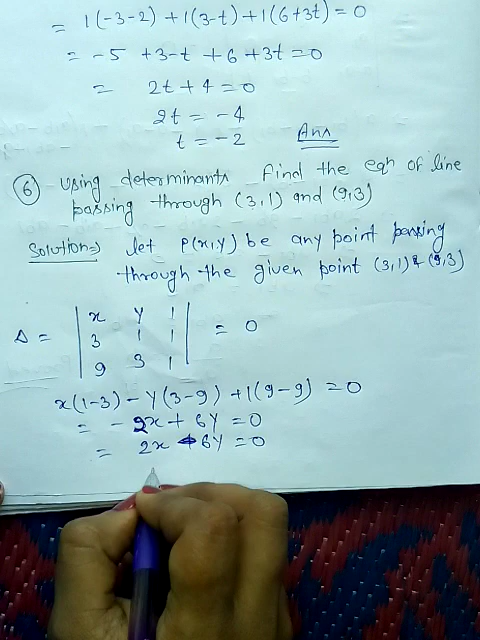 = 1(-3-2) +1(3-t) +1(6+3t) = 0
= -5 +3-t +6 +3t = 0
= 2t + 4 = 0
2t = -4
t = -2 Ans
⑥ Using determinants find the eqn of line
passing through (3,1) and (9,3)
Solution⇒ let P(x,y) be any point passing
through the given point (3,1) & (9,3)
Δ = | x y 1 |
| 3 1 1 | = 0
| 9 3 1 |
x(1-3) - y(3-9) +1(9-9) = 0
= - 2x + 6y = 0
= 2x - 6y = 0